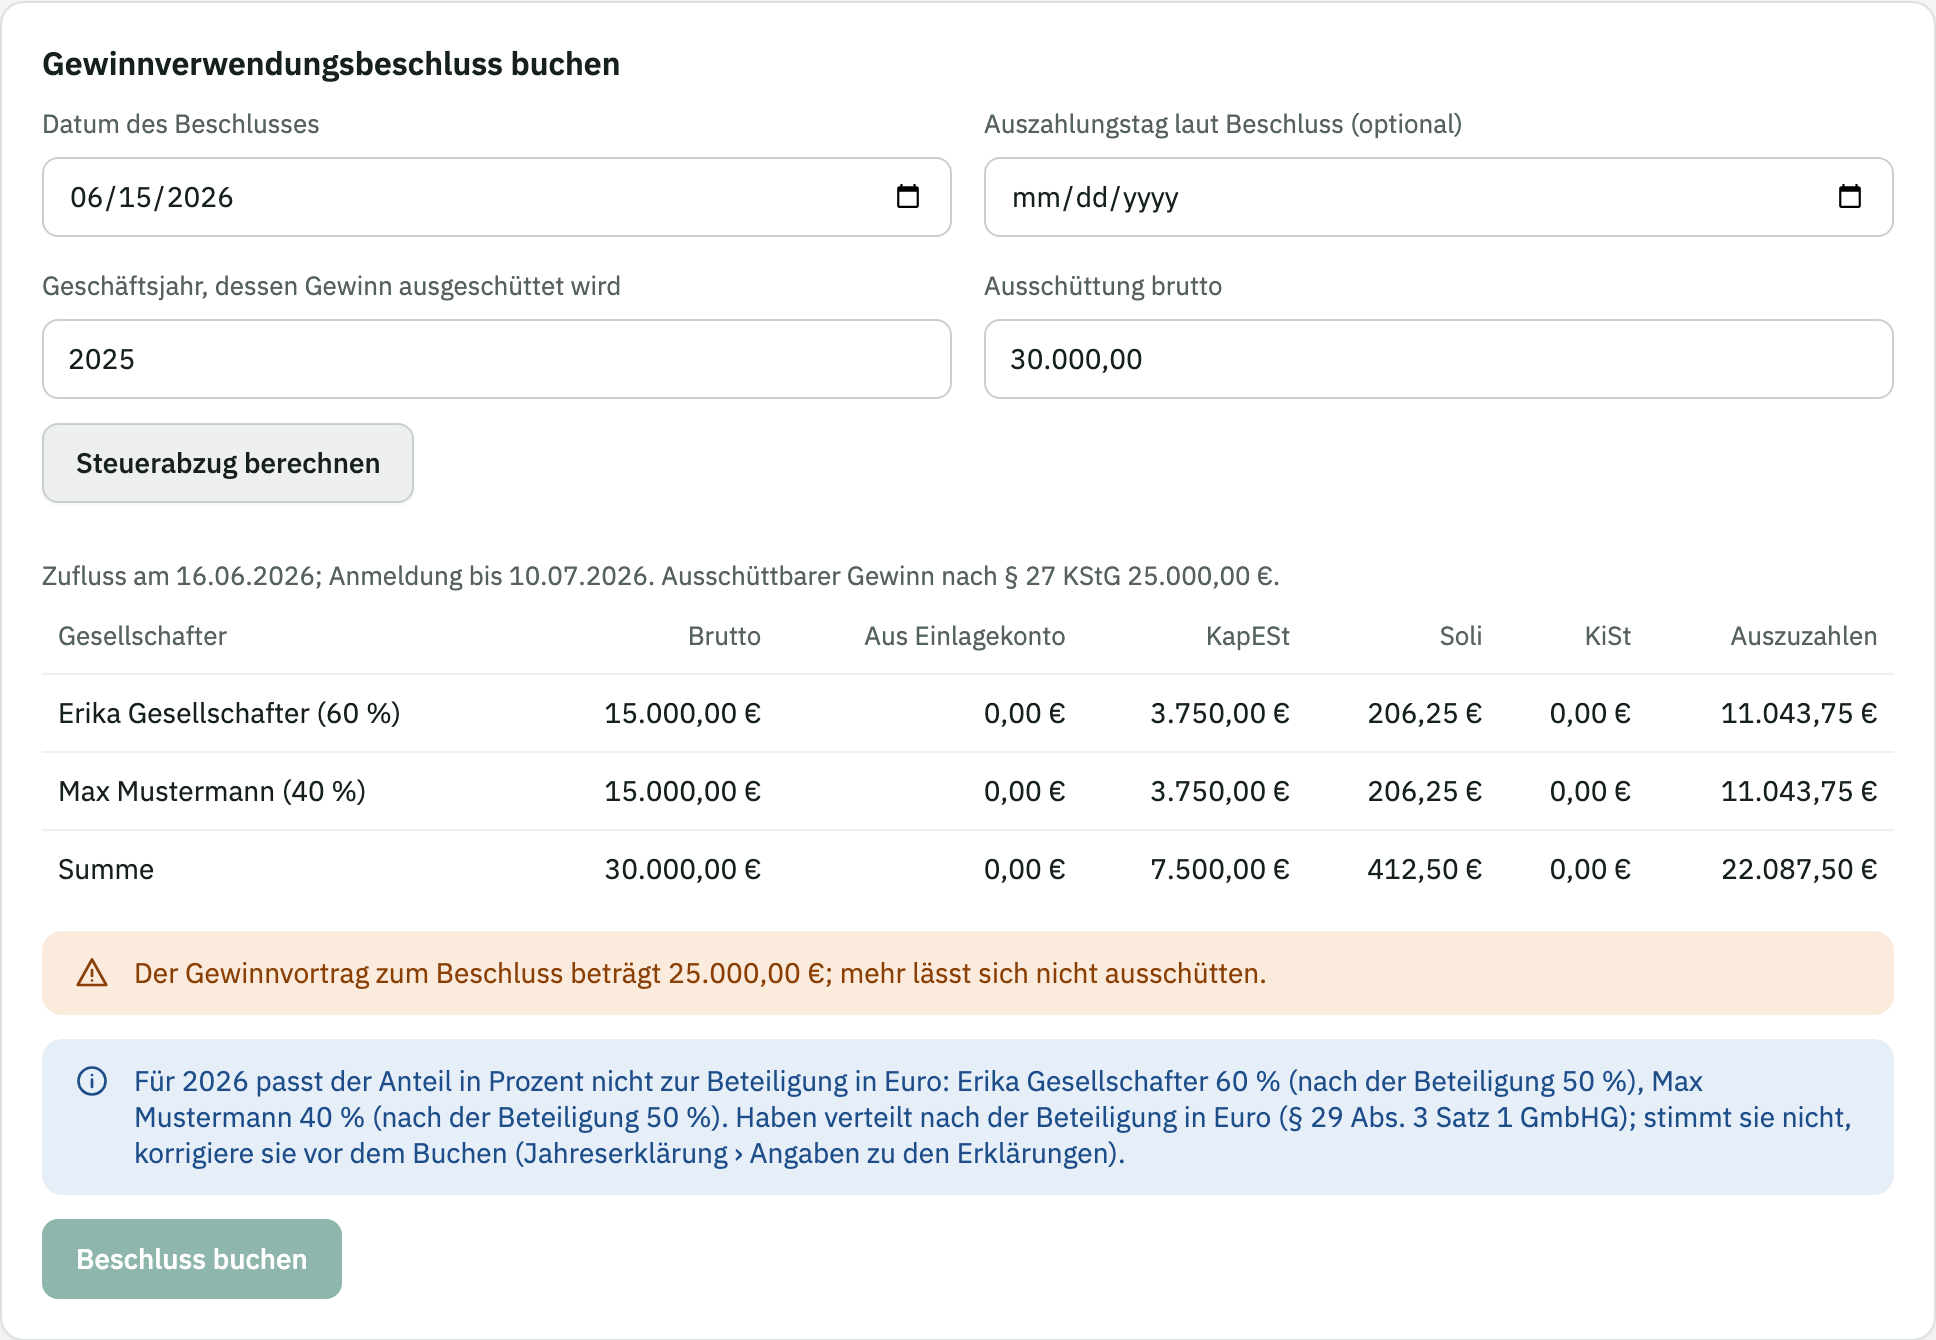 Gewinnverwendungsbeschluss buchen
Datum des Beschlusses
Auszahlungstag laut Beschluss (optional)
06/15/2026
mm/dd/yyyy
Geschäftsjahr, dessen Gewinn ausgeschüttet wird
Ausschüttung brutto
2025
30.000,00
Steuerabzug berechnen
Zufluss am 16.06.2026; Anmeldung bis 10.07.2026. Ausschüttbarer Gewinn nach § 27 KStG 25.000,00 €.
Gesellschafter Brutto Aus Einlagekonto KapESt Soli KiSt Auszuzahlen
Erika Gesellschafter (60 %) 15.000,00 € 0,00 € 3.750,00 € 206,25 € 0,00 € 11.043,75 €
Max Mustermann (40 %) 15.000,00 € 0,00 € 3.750,00 € 206,25 € 0,00 € 11.043,75 €
Summe 30.000,00 € 0,00 € 7.500,00 € 412,50 € 0,00 € 22.087,50 €
Der Gewinnvortrag zum Beschluss beträgt 25.000,00 €; mehr lässt sich nicht ausschütten.
Für 2026 passt der Anteil in Prozent nicht zur Beteiligung in Euro: Erika Gesellschafter 60 % (nach der Beteiligung 50 %), Max
Mustermann 40 % (nach der Beteiligung 50 %). Haben verteilt nach der Beteiligung in Euro (§ 29 Abs. 3 Satz 1 GmbHG); stimmt sie nicht,
korrigiere sie vor dem Buchen (Jahreserklärung › Angaben zu den Erklärungen).
Beschluss buchen